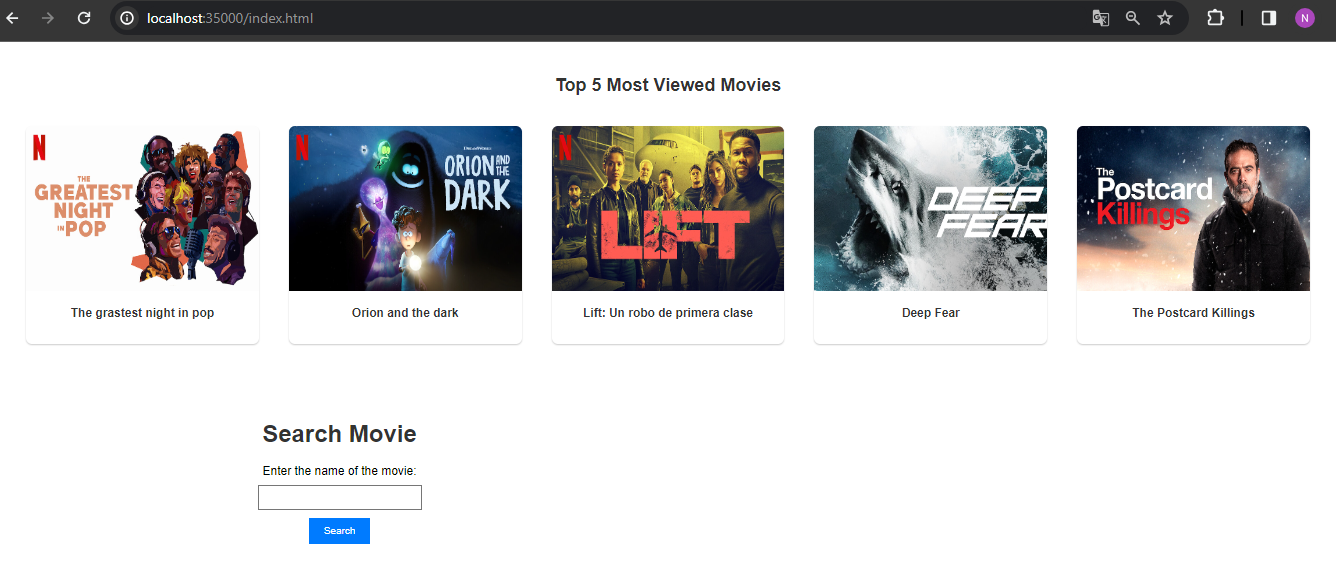 localhost:35000/index.html
N
Top 5 Most Viewed Movies
N
THE
GREATEST
NIGHT
IN POP
The grastest night in pop
N
DREAMWORKS
ORION AND THE
DARK
Orion and the dark
N
LIFT
Lift: Un robo de primera clase
DEEP
FEAR
Deep Fear
The
Postcard
Killings
The Postcard Killings
Search Movie
Enter the name of the movie:
Search